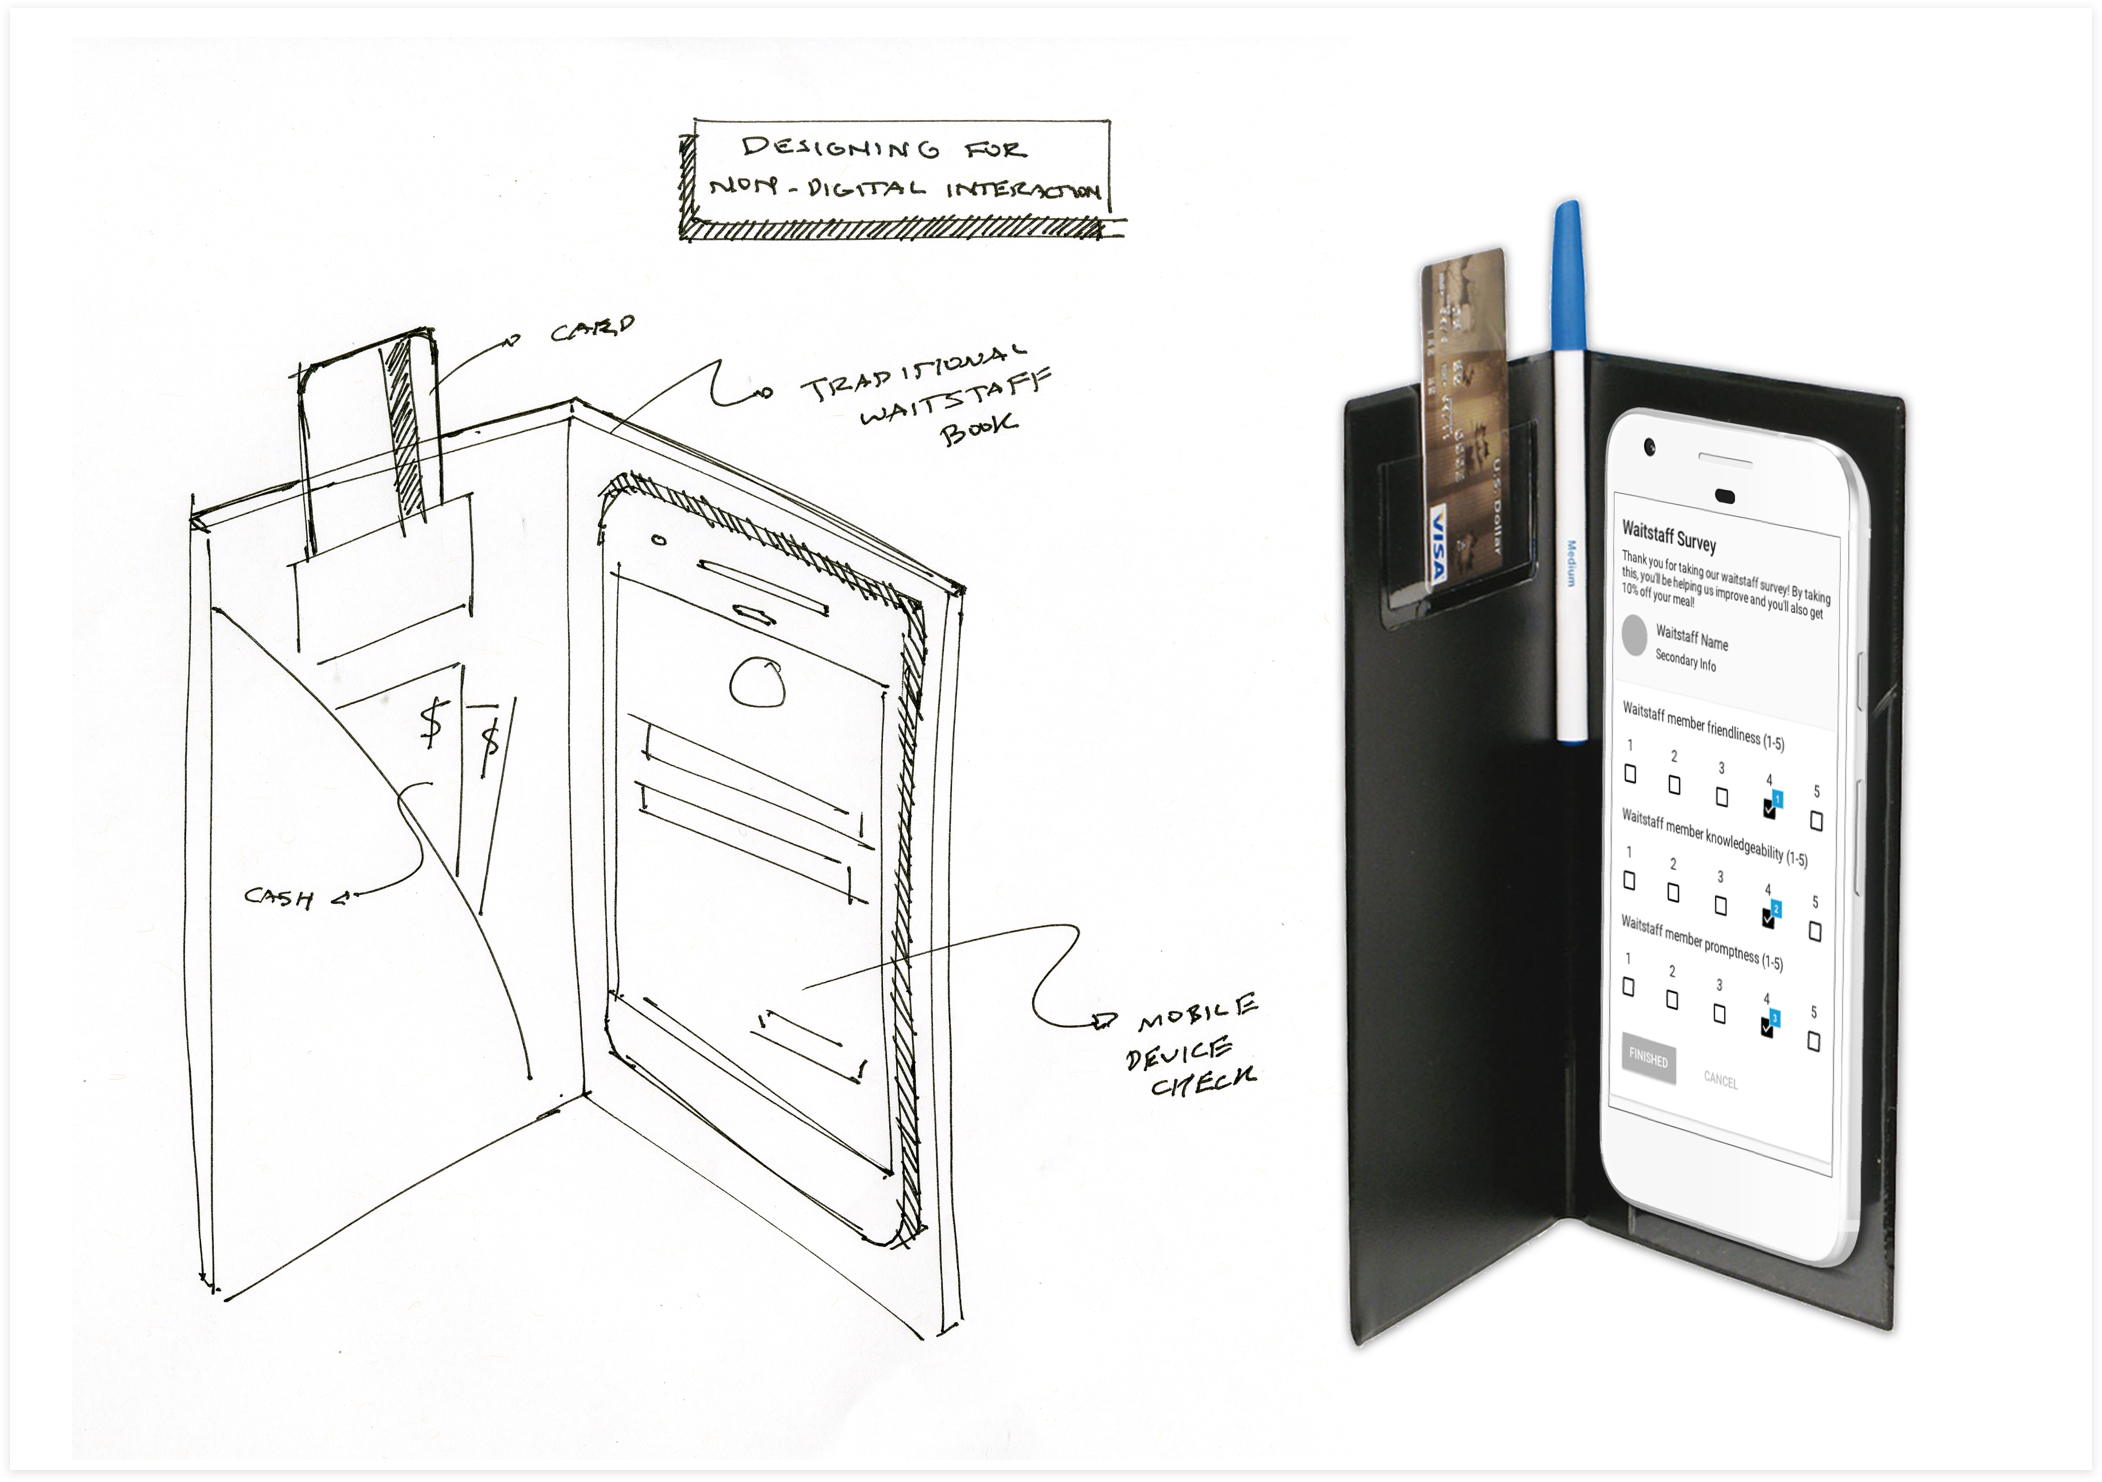 DESIGNING FOR
NON-DIGITAL INTERACTION
CARD
TRADITIONAL
WAITSTAFF
BOOK
$
$
CASH
MOBILE
DEVICE
CHECK
U.S. Dollar
VISA
Medium
Waitstaff Survey
Thank you for taking our waitstaff survey! By taking
this, you'll be helping us improve and you'll also get
10% off your meal!
Waitstaff Name
Secondary Info
Waitstaff member friendliness (1-5)
1 2 3 4 5
1
Waitstaff member knowledgeability (1-5)
1 2 3 4 5
2
Waitstaff member promptness (1-5)
1 2 3 4 5
3
FINISHED CANCEL